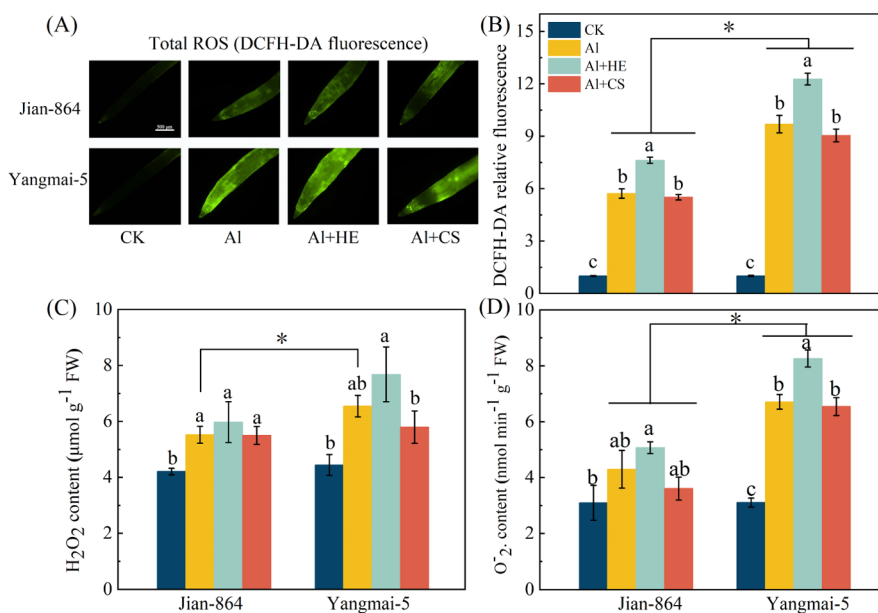 (A)
Total ROS (DCFH-DA fluorescence)
Jian-864
500 μm
Yangmai-5
CK Al Al+HE Al+CS
(B)
CK
Al
Al+HE
Al+CS
DCFH-DA relative fluorescence
15
12
9
6
3
0
*
c b a b
c b a b
(C)
H₂O₂ content (μmol g⁻¹ FW)
10
8
6
4
2
0
*
b a a a
b ab a b
Jian-864 Yangmai-5
(D)
O⁻₂. content (nmol min⁻¹ g⁻¹ FW)
10
8
6
4
2
0
*
b ab a ab
c b a b
Jian-864 Yangmai-5